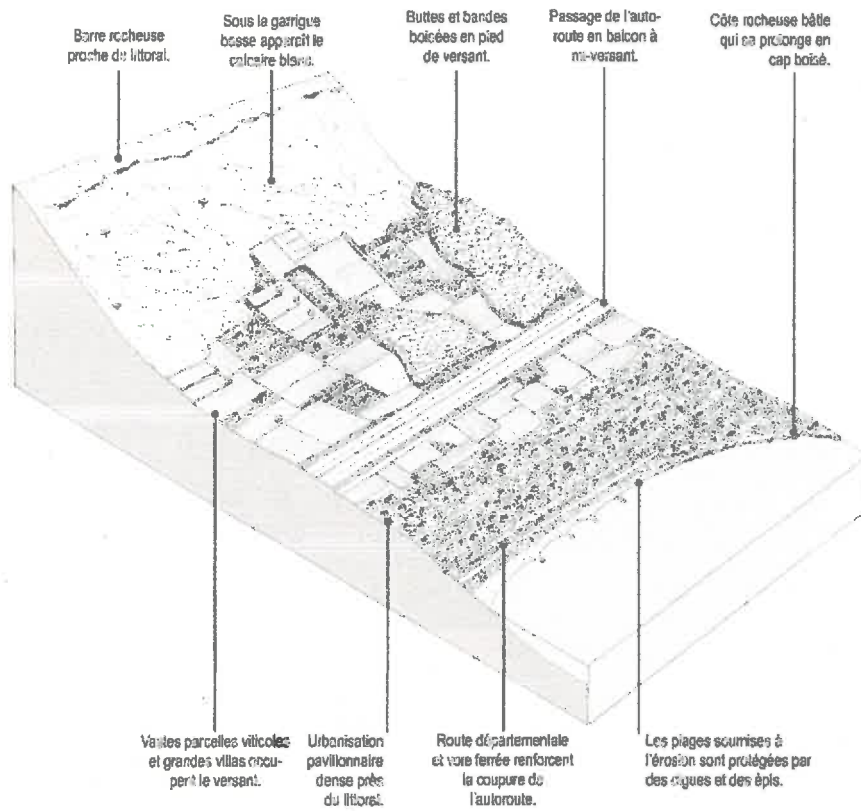 Barre rocheuse
proche du littoral.
Sous la garrigue
basse apparaît le
calcaire blanc.
Buttes et bandes
boisées en pied
de versant.
Passage de l'auto-
route en balcon à
mi-versant.
Côte rocheuse bâtie
qui se prolonge en
cap boisé.
Vastes parcelles viticoles
et grandes villas occu-
pent le versant.
Urbanisation
pavillonnaire
dense près
du littoral.
Route départementale
et voie ferrée renforcent
la coupure de
l'autoroute.
Les plages soumises à
l'érosion sont protégées par
des digues et des épis.